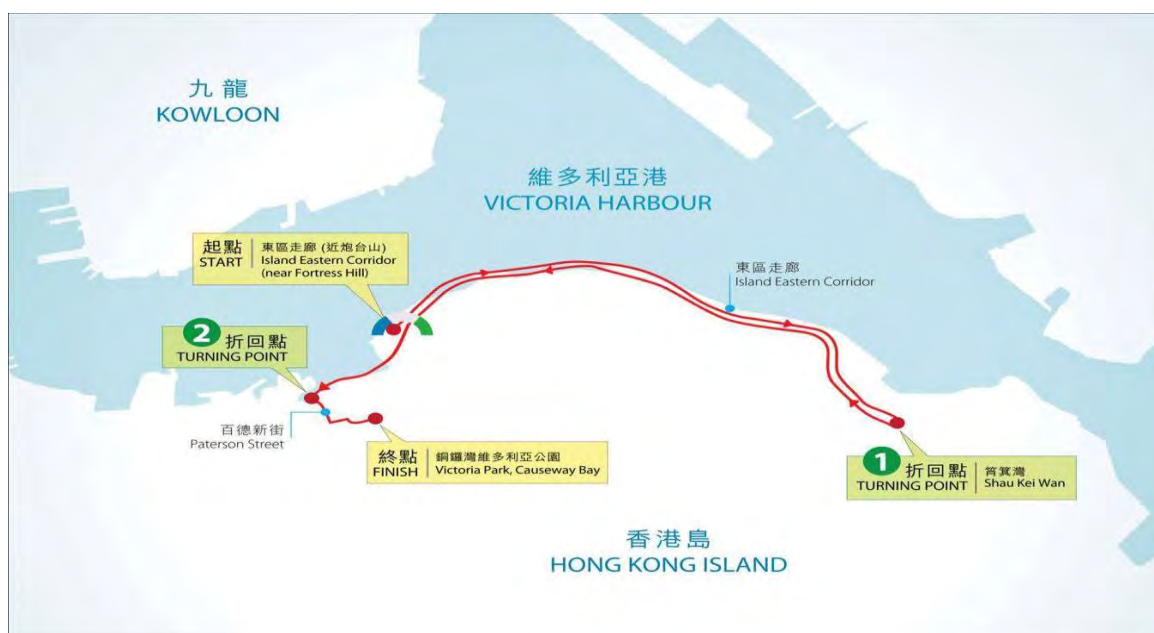 九龍
KOWLOON
維多利亞港
VICTORIA HARBOUR
起點
START
東區走廊 (近炮台山)
Island Eastern Corridor
(near Fortress Hill)
東區走廊
Island Eastern Corridor
2 折回點
TURNING POINT
百德新街
Paterson Street
終點
FINISH
銅鑼灣維多利亞公園
Victoria Park, Causeway Bay
1 折回點
TURNING POINT
筲箕灣
Shau Kei Wan
香港島
HONG KONG ISLAND